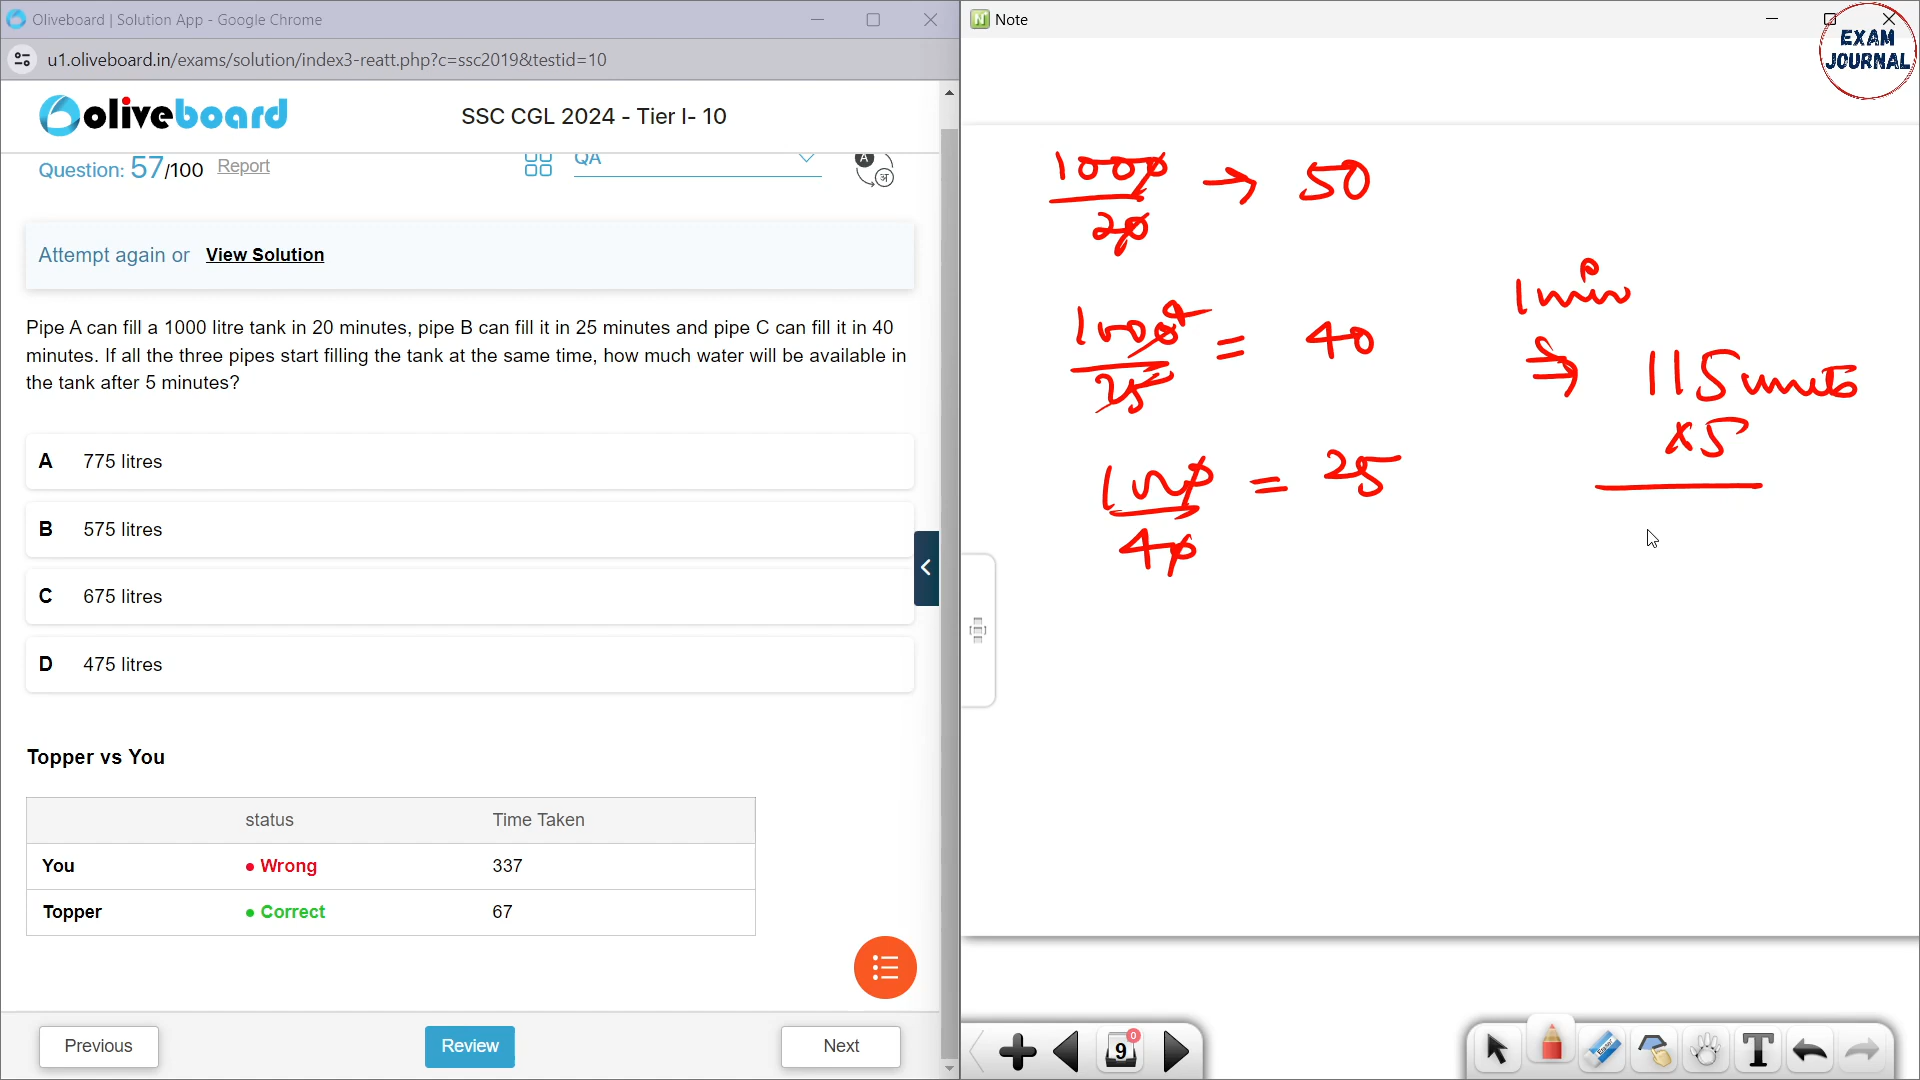 Oliveboard | Solution App - Google Chrome
u1.oliveboard.in/exams/solution/index3-reatt.php?c=ssc2019&testid=10
oliveboard
SSC CGL 2024 - Tier I- 10
Question: 57/100 Report
QA
A
अ
Attempt again or View Solution
Pipe A can fill a 1000 litre tank in 20 minutes, pipe B can fill it in 25 minutes and pipe C can fill it in 40
minutes. If all the three pipes start filling the tank at the same time, how much water will be available in
the tank after 5 minutes?
A 775 litres
B 575 litres
C 675 litres
D 475 litres
Topper vs You
status Time Taken
You Wrong 337
Topper Correct 67
Previous Review Next
Note
EXAM
JOURNAL
1000
20
→ 50
1000
25
= 40
100
40
= 25
1 min
⇒ 115 units
×5
9
0
T